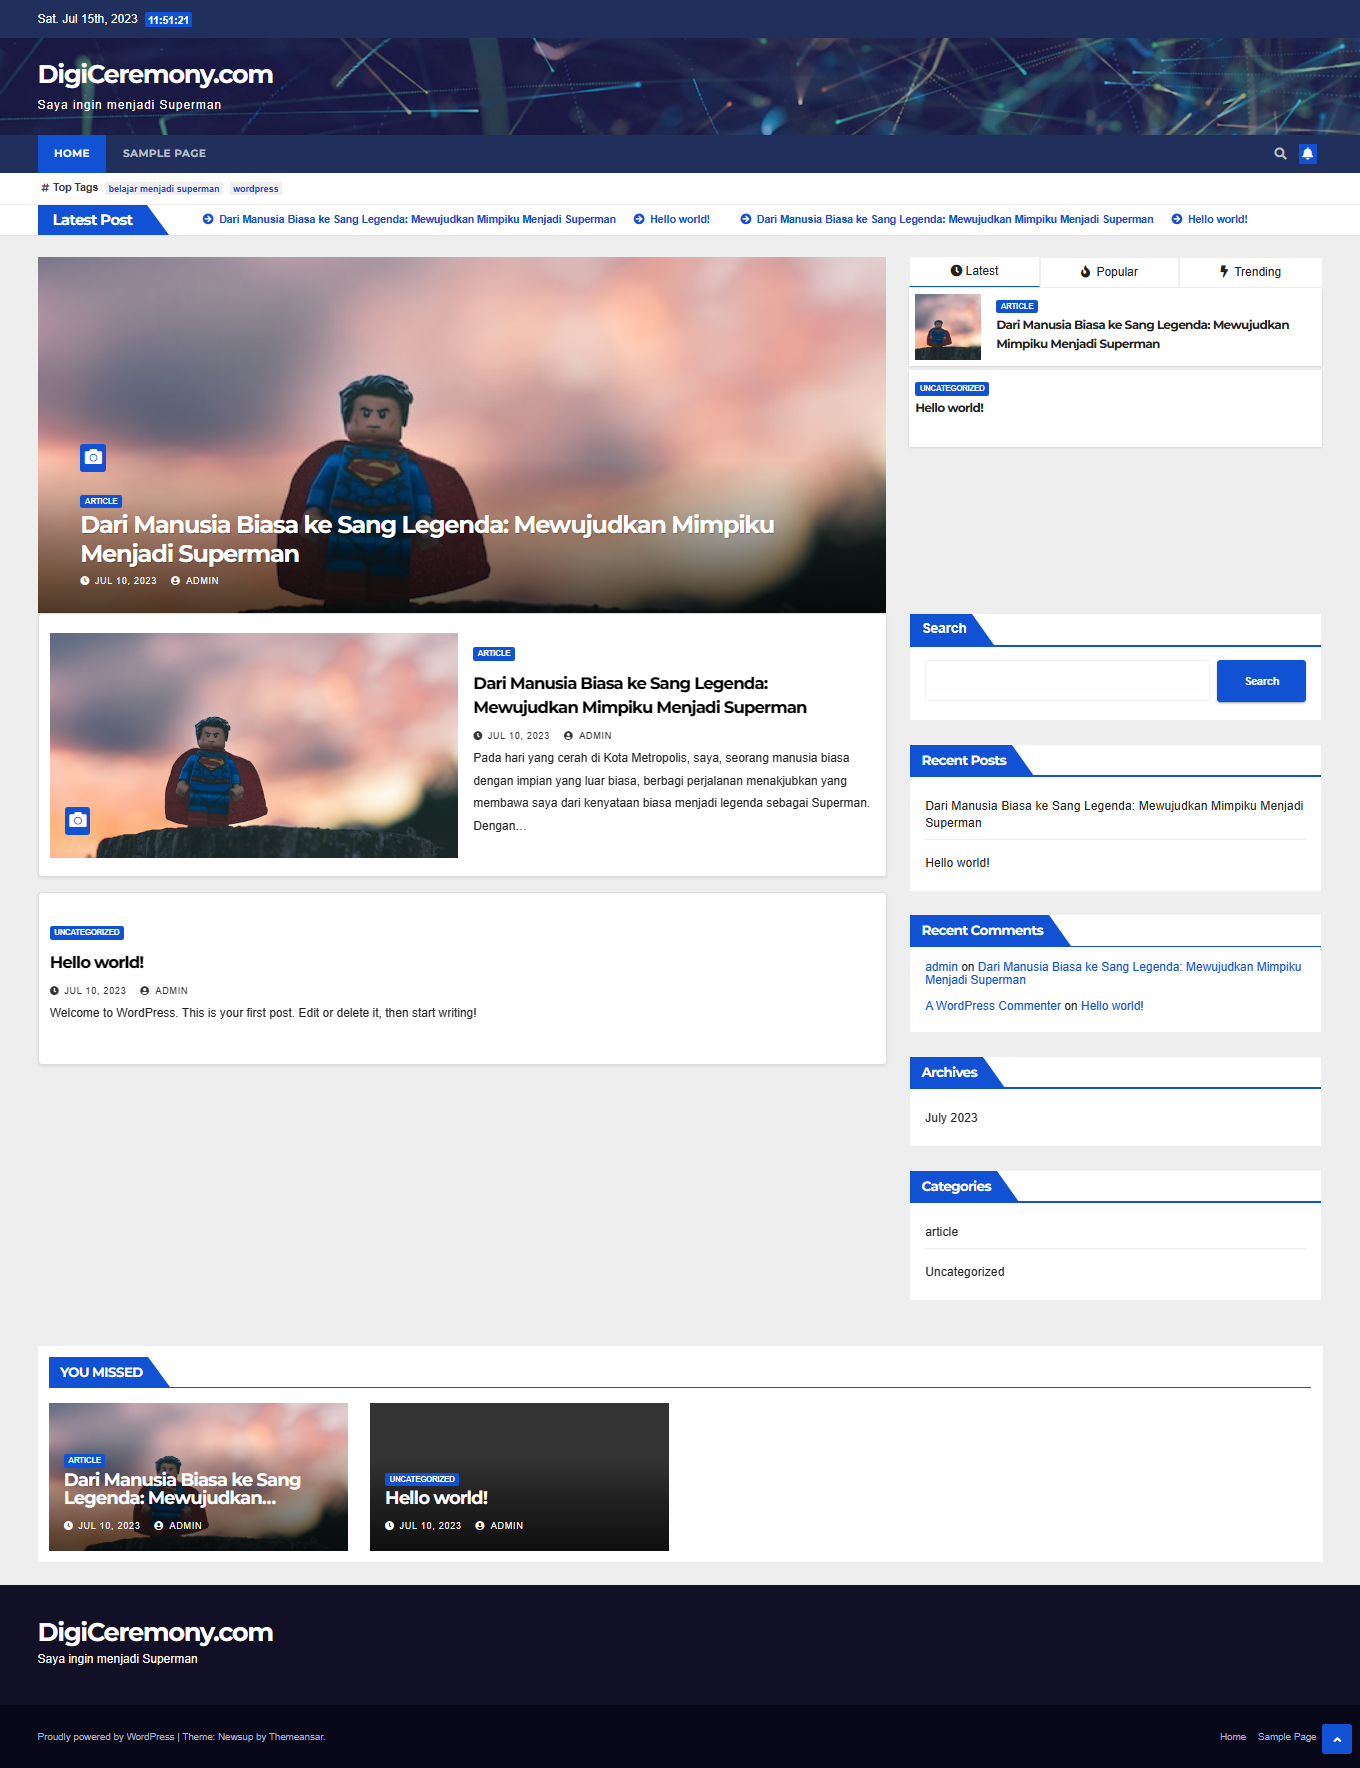 Sat. Jul 15th, 2023 11:51:21
DigiCeremony.com
Saya ingin menjadi Superman
HOME SAMPLE PAGE
# Top Tags belajar menjadi superman wordpress
Latest Post Dari Manusia Biasa ke Sang Legenda: Mewujudkan Mimpiku Menjadi Superman Hello world! Dari Manusia Biasa ke Sang Legenda: Mewujudkan Mimpiku Menjadi Superman Hello world!
ARTICLE
Dari Manusia Biasa ke Sang Legenda: Mewujudkan Mimpiku
Menjadi Superman
JUL 10, 2023 ADMIN
ARTICLE
Dari Manusia Biasa ke Sang Legenda:
Mewujudkan Mimpiku Menjadi Superman
JUL 10, 2023 ADMIN
Pada hari yang cerah di Kota Metropolis, saya, seorang manusia biasa
dengan impian yang luar biasa, berbagi perjalanan menakjubkan yang
membawa saya dari kenyataan biasa menjadi legenda sebagai Superman.
Dengan…
UNCATEGORIZED
Hello world!
JUL 10, 2023 ADMIN
Welcome to WordPress. This is your first post. Edit or delete it, then start writing!
Latest Popular Trending
ARTICLE
Dari Manusia Biasa ke Sang Legenda: Mewujudkan
Mimpiku Menjadi Superman
UNCATEGORIZED
Hello world!
Search
Search
Recent Posts
Dari Manusia Biasa ke Sang Legenda: Mewujudkan Mimpiku Menjadi
Superman
Hello world!
Recent Comments
admin on Dari Manusia Biasa ke Sang Legenda: Mewujudkan Mimpiku
Menjadi Superman
A WordPress Commenter on Hello world!
Archives
July 2023
Categories
article
Uncategorized
YOU MISSED
ARTICLE
Dari Manusia Biasa ke Sang
Legenda: Mewujudkan…
JUL 10, 2023 ADMIN
UNCATEGORIZED
Hello world!
JUL 10, 2023 ADMIN
DigiCeremony.com
Saya ingin menjadi Superman
Proudly powered by WordPress | Theme: Newsup by Themeansar.
Home Sample Page